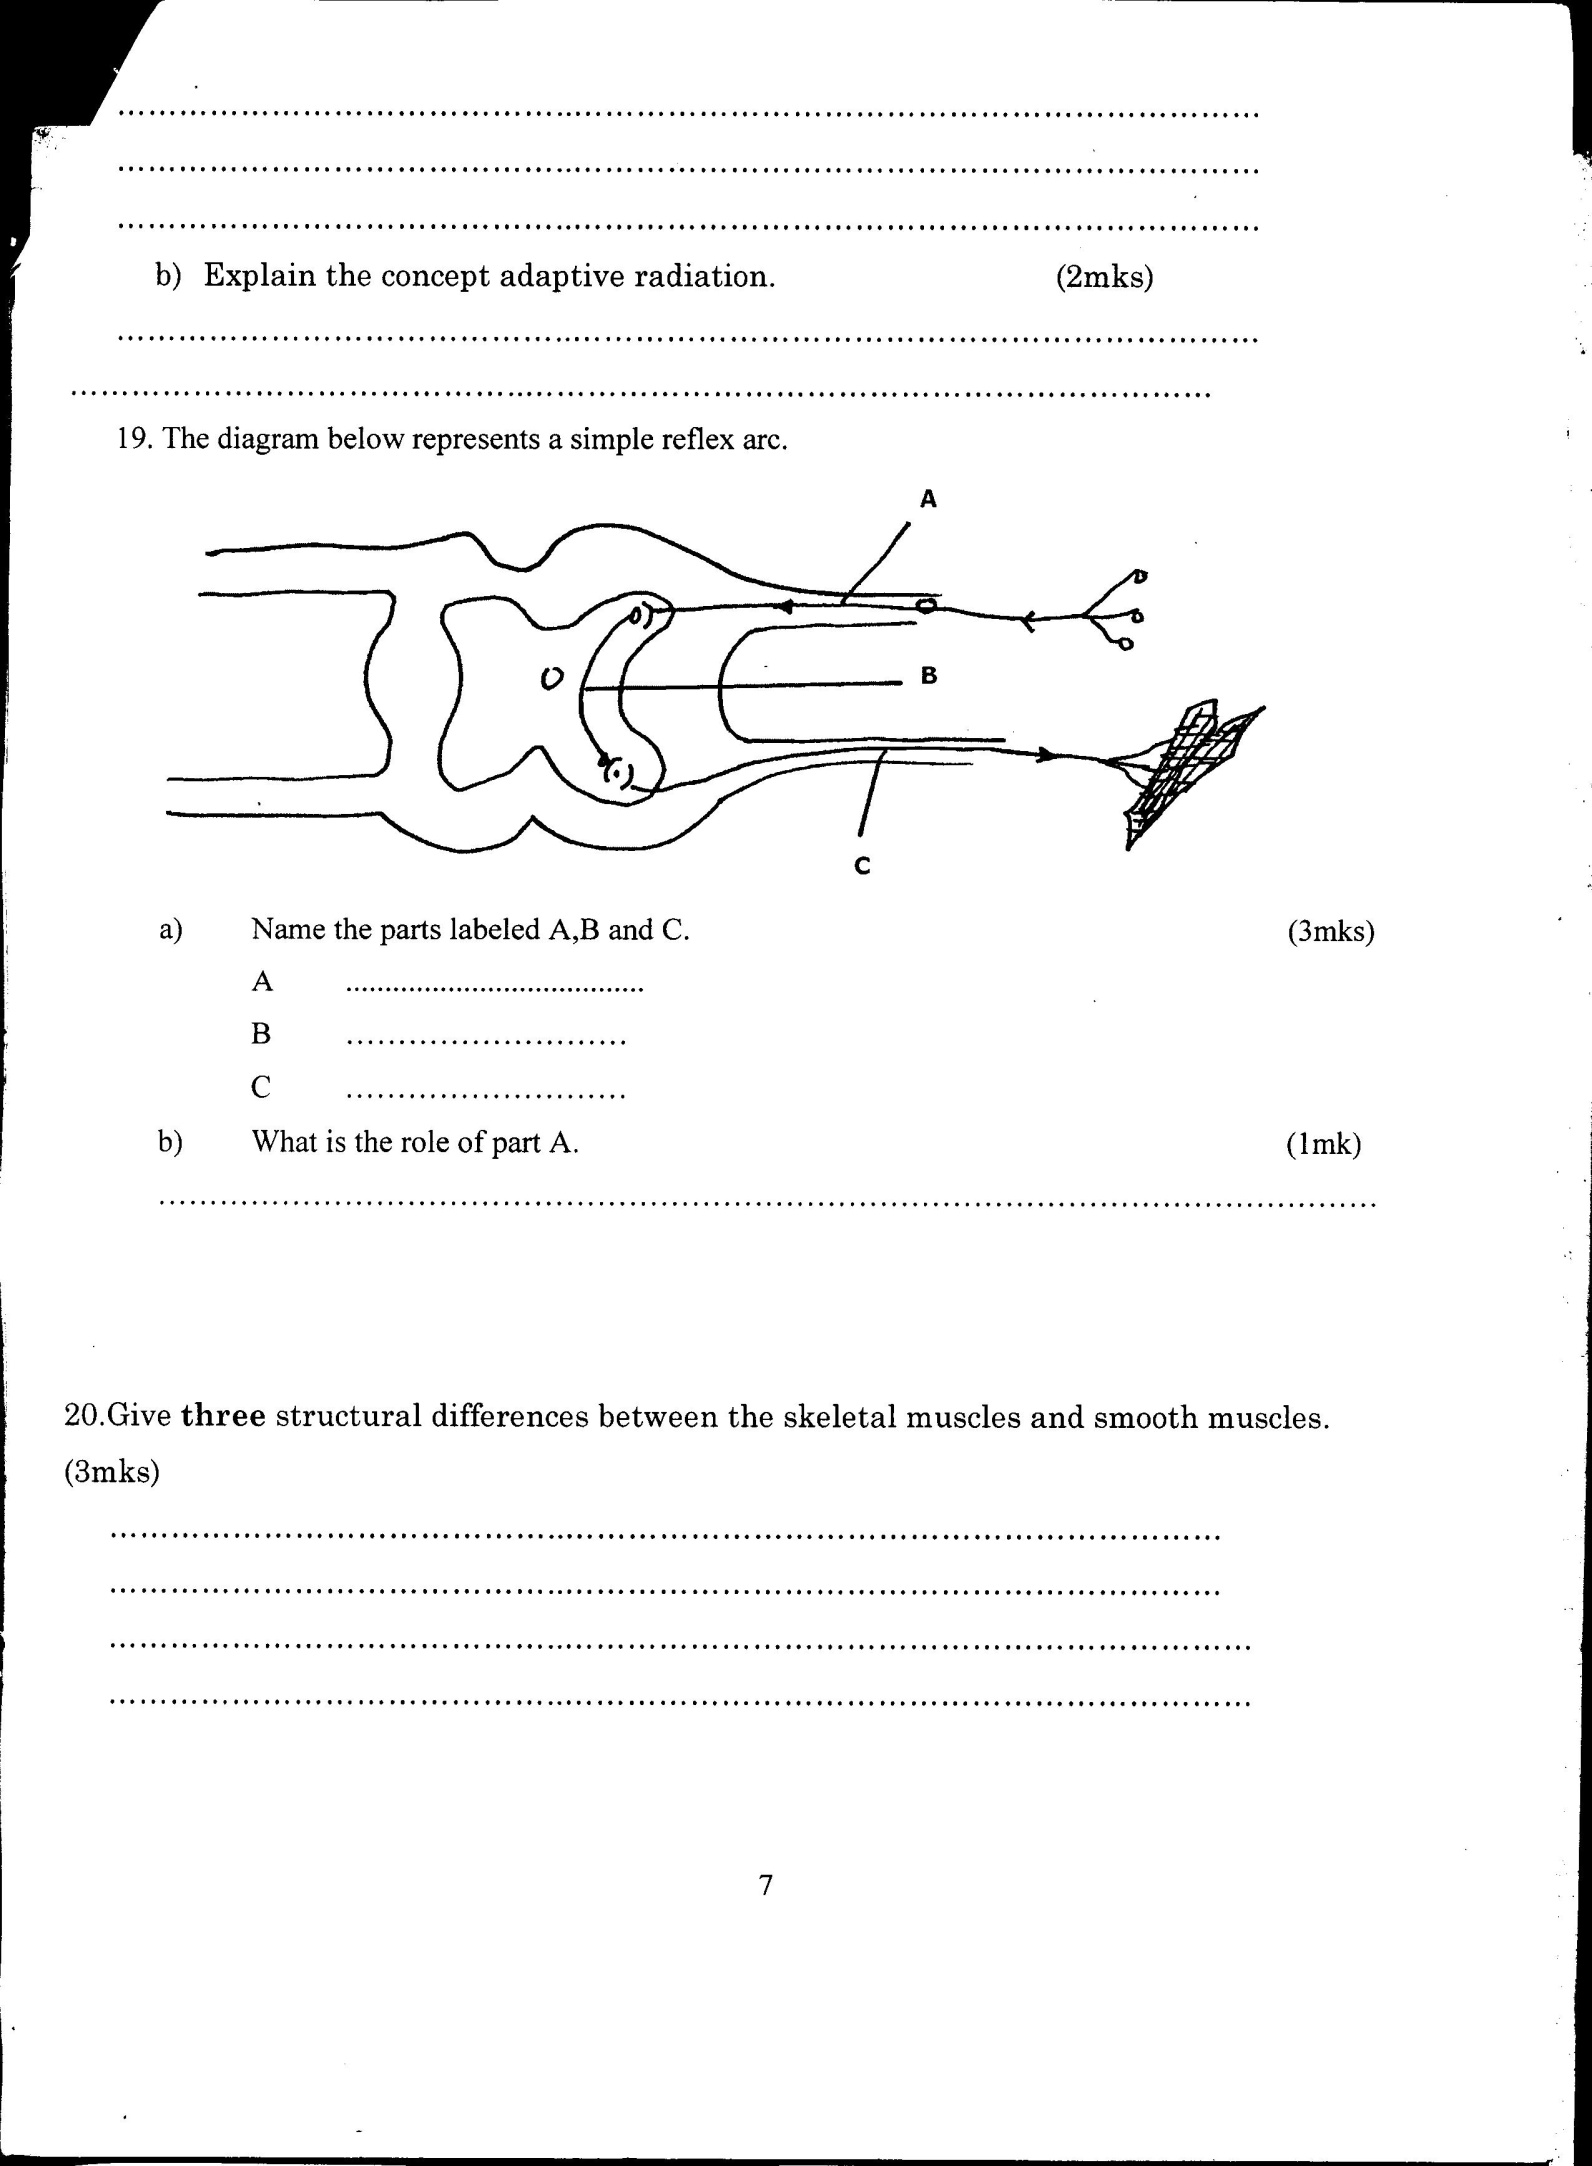 b) Explain the concept adaptive radiation. (2mks)
19. The diagram below represents a simple reflex arc.
A
B
C
a) Name the parts labeled A,B and C. (3mks)
A ......................................
B ...........................
C ...........................
b) What is the role of part A. (1mk)
20.Give three structural differences between the skeletal muscles and smooth muscles.
(3mks)
7